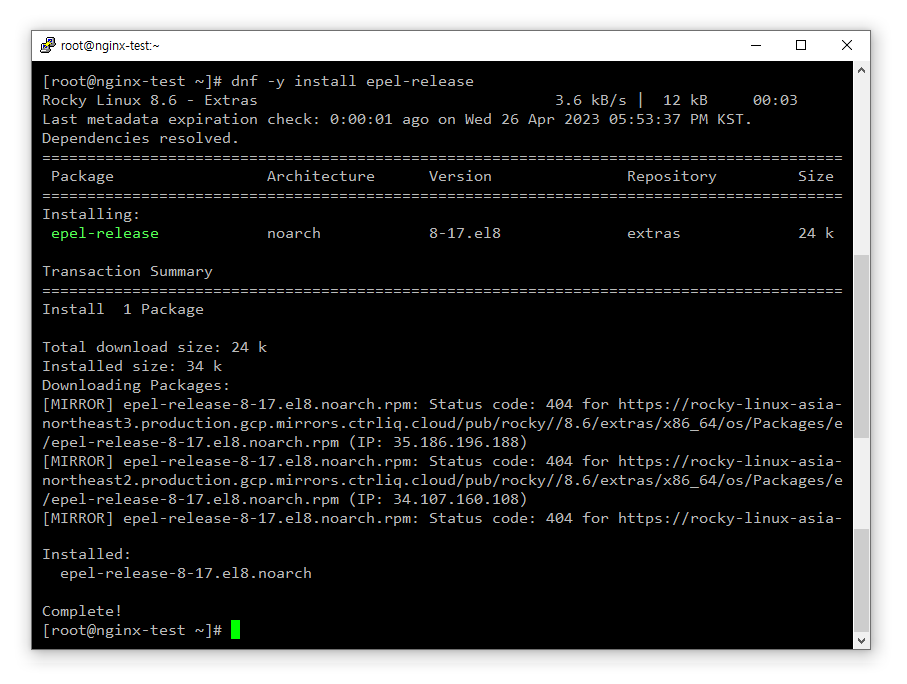 root@nginx-test:~
[root@nginx-test ~]# dnf -y install epel-release
Rocky Linux 8.6 - Extras 3.6 kB/s | 12 kB 00:03
Last metadata expiration check: 0:00:01 ago on Wed 26 Apr 2023 05:53:37 PM KST.
Dependencies resolved.
=========================================================================================
Package Architecture Version Repository Size
=========================================================================================
Installing:
epel-release noarch 8-17.el8 extras 24 k
Transaction Summary
=========================================================================================
Install 1 Package
Total download size: 24 k
Installed size: 34 k
Downloading Packages:
[MIRROR] epel-release-8-17.el8.noarch.rpm: Status code: 404 for https://rocky-linux-asia-
northeast3.production.gcp.mirrors.ctrliq.cloud/pub/rocky//8.6/extras/x86_64/os/Packages/e
/epel-release-8-17.el8.noarch.rpm (IP: 35.186.196.188)
[MIRROR] epel-release-8-17.el8.noarch.rpm: Status code: 404 for https://rocky-linux-asia-
northeast2.production.gcp.mirrors.ctrliq.cloud/pub/rocky//8.6/extras/x86_64/os/Packages/e
/epel-release-8-17.el8.noarch.rpm (IP: 34.107.160.108)
[MIRROR] epel-release-8-17.el8.noarch.rpm: Status code: 404 for https://rocky-linux-asia-
Installed:
epel-release-8-17.el8.noarch
Complete!
[root@nginx-test ~]#